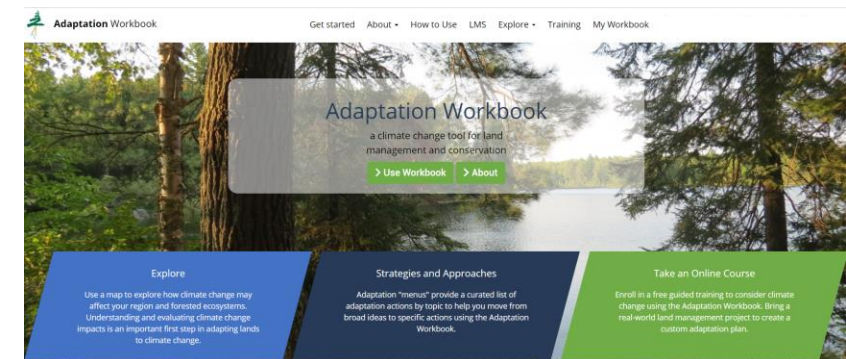 Adaptation Workbook
Get started About How to Use LMS Explore Training My Workbook
Adaptation Workbook
a climate change tool for land
management and conservation
Use Workbook
About
Explore
Use a map to explore how climate change may
affect your region and forested ecosystems.
Understanding and evaluating climate change
impacts is an important first step in adapting lands
to climate change.
Strategies and Approaches
Adaptation "menus" provide a curated list of
adaptation actions by topic to help you move from
broad ideas to specific actions using the Adaptation
Workbook.
Take an Online Course
Enroll in a free guided training to consider climate
change using the Adaptation Workbook. Bring a
real-world land management project to create a
custom adaptation plan.